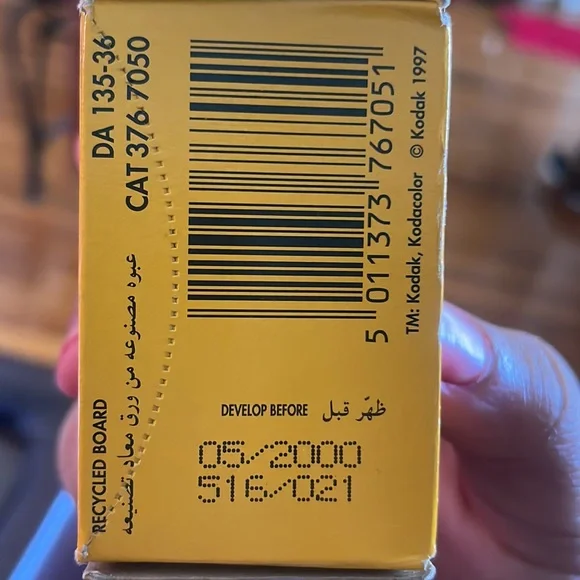 DA 135-36
CAT 376 7050
RECYCLED BOARD
عبوه مصنوعه من ورق معاد تصنيعه
5 011373 767051
TM: Kodak, Kodacolor © Kodak 1997
DEVELOP BEFORE ظهّر قبل
05/2000
516/021